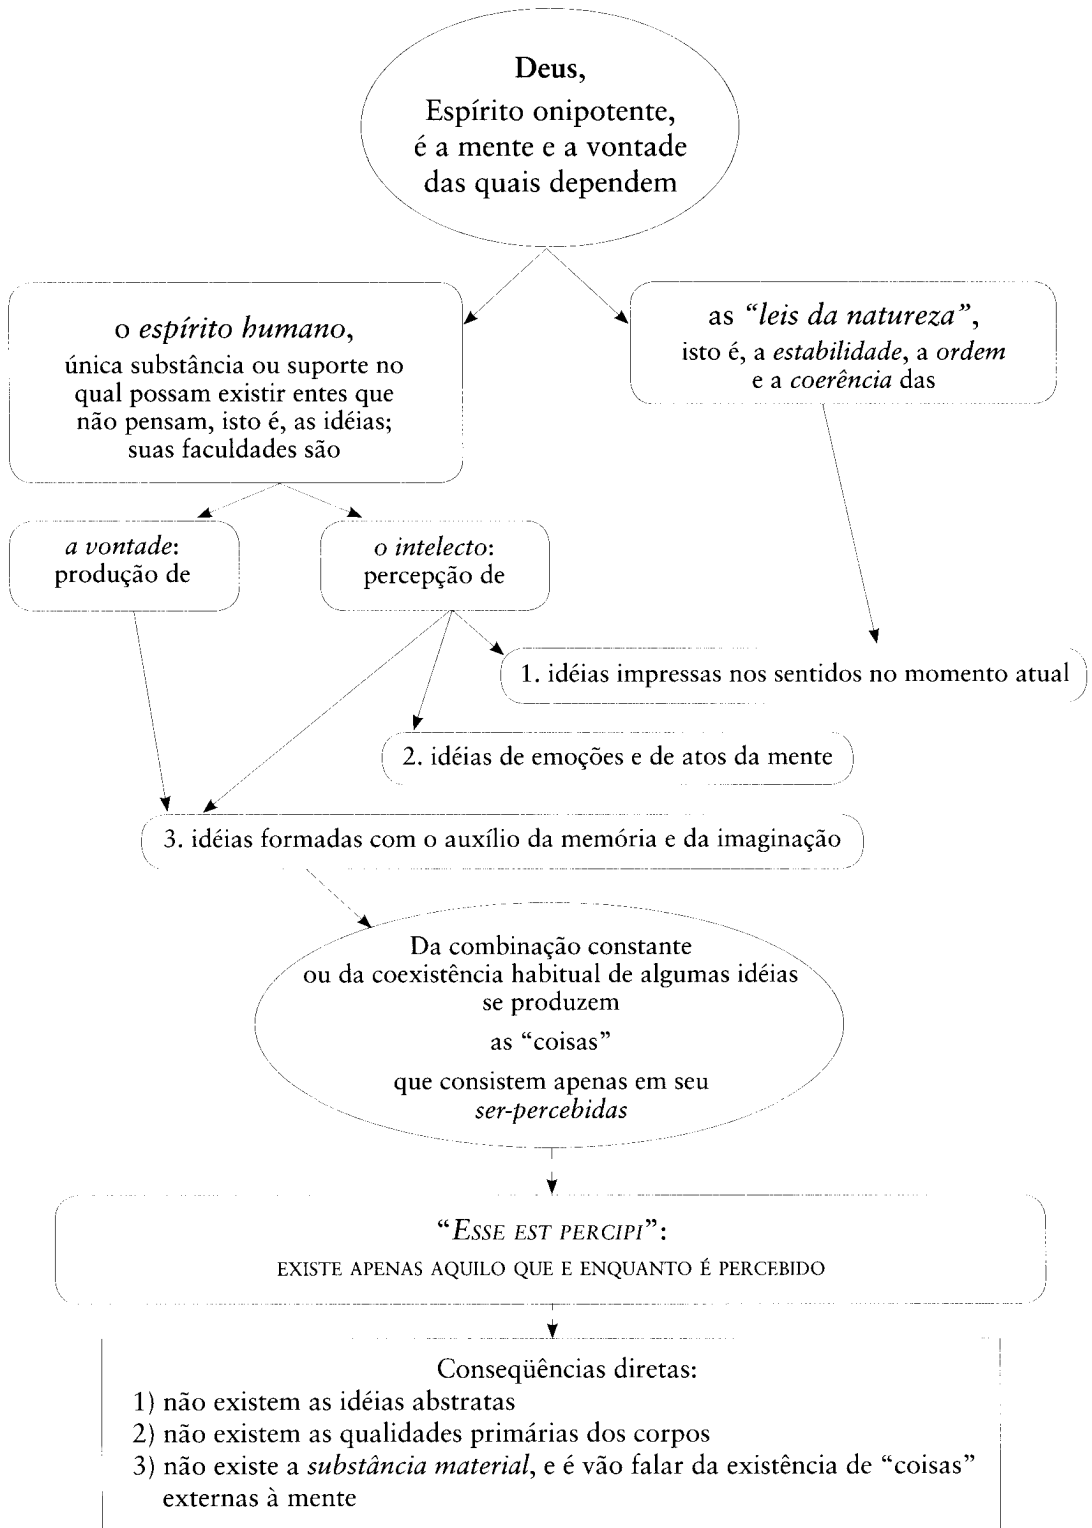 Deus,
Espírito onipotente,
é a mente e a vontade
das quais dependem
o espírito humano,
única substância ou suporte no
qual possam existir entes que
não pensam, isto é, as idéias;
suas faculdades são
as “leis da natureza”,
isto é, a estabilidade, a ordem
e a coerência das
a vontade:
produção de
o intelecto:
percepção de
1. idéias impressas nos sentidos no momento atual
2. idéias de emoções e de atos da mente
3. idéias formadas com o auxílio da memória e da imaginação
Da combinação constante
ou da coexistência habitual de algumas idéias
se produzem
as “coisas”
que consistem apenas em seu
ser-percebidas
“ESSE EST PERCIPI”:
EXISTE APENAS AQUILO QUE E ENQUANTO É PERCEBIDO
Conseqüências diretas:
1) não existem as idéias abstratas
2) não existem as qualidades primárias dos corpos
3) não existe a substância material, e é vão falar da existência de “coisas”
externas à mente